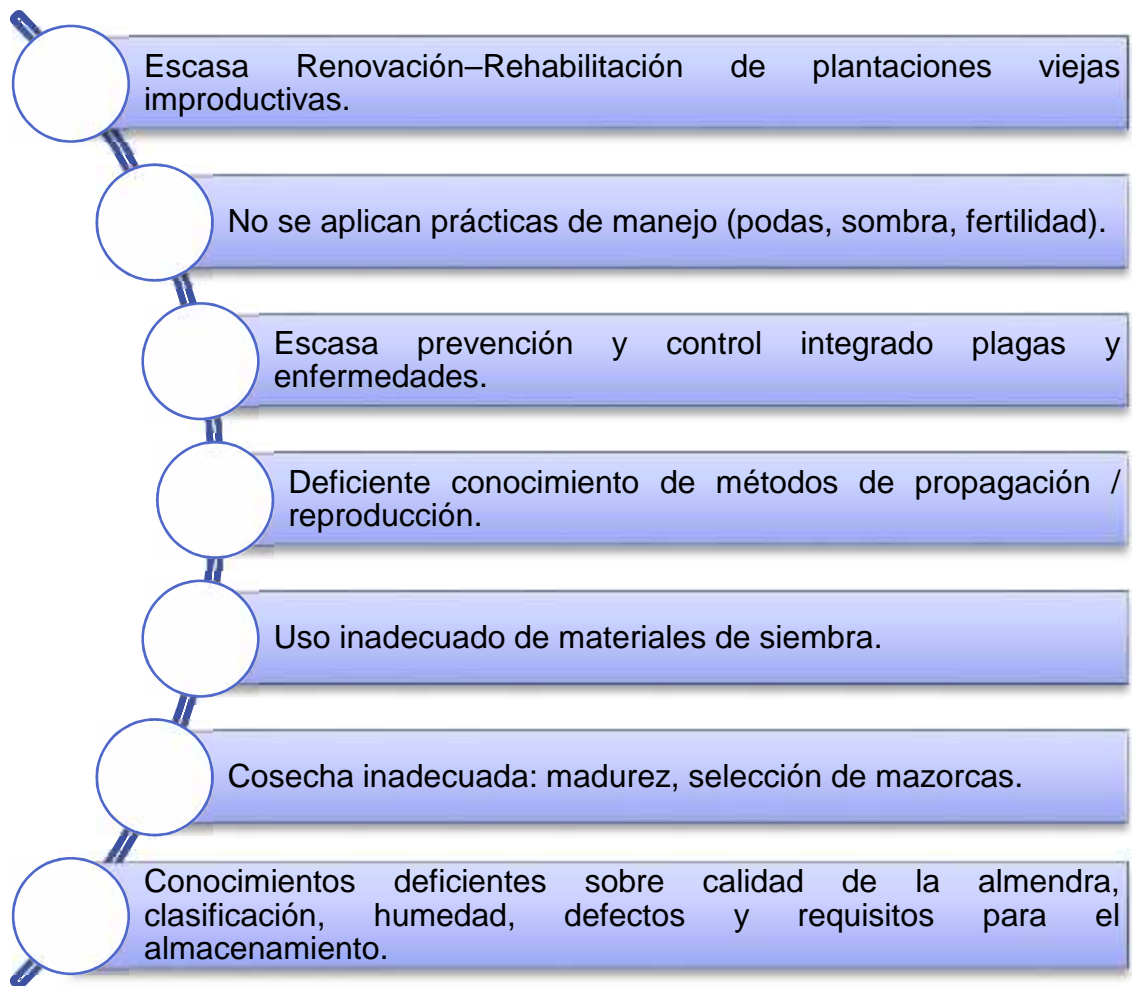 Escasa Renovación–Rehabilitación de plantaciones viejas
improductivas.
No se aplican prácticas de manejo (podas, sombra, fertilidad).
Escasa prevención y control integrado plagas y
enfermedades.
Deficiente conocimiento de métodos de propagación /
reproducción.
Uso inadecuado de materiales de siembra.
Cosecha inadecuada: madurez, selección de mazorcas.
Conocimientos deficientes sobre calidad de la almendra,
clasificación, humedad, defectos y requisitos para el
almacenamiento.